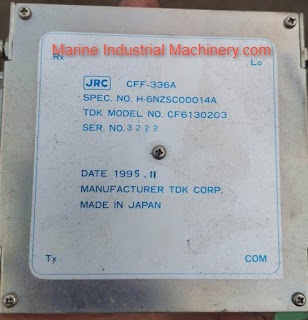 Marine Industrial Machinery.com
Rx
Lo
JRC CFF-336A
SPEC. NO. H-6NZSC00014A
TDK MODEL NO. CF6130203
SER. NO. 3222
DATE 1995, 11
MANUFACTURER TDK CORP.
MADE IN JAPAN
Tx
COM